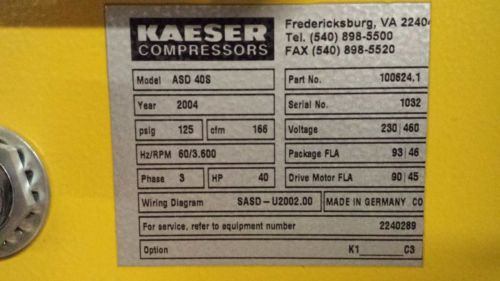 KAESER
COMPRESSORS
Fredericksburg, VA 2240
Tel. (540) 898-5500
FAX (540) 898-5520
Model ASD 40S Part No. 100624.1
Year 2004 Serial No. 1032
psig 125 cfm 166 Voltage 230 460
Hz/RPM 60/3.600 Package FLA 93 46
Phase 3 HP 40 Drive Motor FLA 90 45
Wiring Diagram SASD-U2002.00 MADE IN GERMANY CO
For service, refer to equipment number 2240289
Option K1 C3